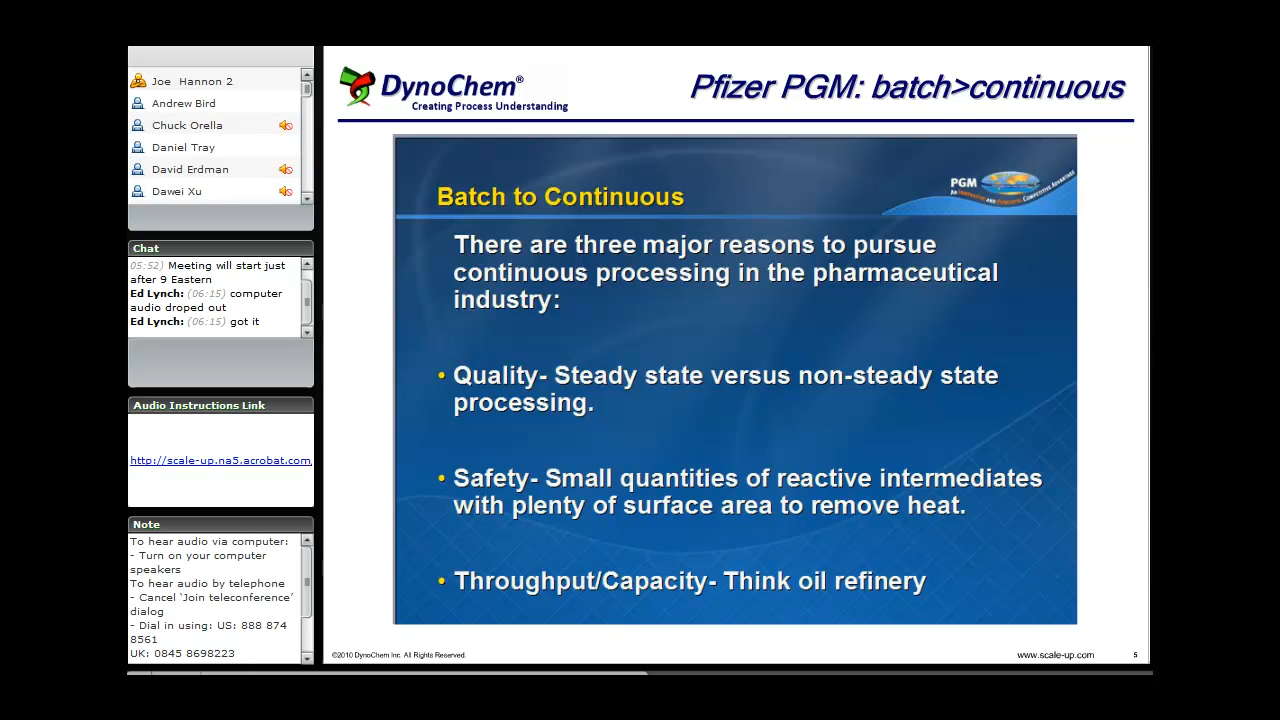 Joe Hannon 2
Andrew Bird
Chuck Orella
Daniel Tray
David Erdman
Dawei Xu
Chat
05:52) Meeting will start just
after 9 Eastern
Ed Lynch: (06:15) computer
audio droped out
Ed Lynch: (06:15) got it
Audio Instructions Link
http://scale-up.na5.acrobat.com
Note
To hear audio via computer:
- Turn on your computer
speakers
To hear audio by telephone
- Cancel 'Join teleconference'
dialog
- Dial in using: US: 888 874
8561
UK: 0845 8698223
DynoChem®
Creating Process Understanding
Pfizer PGM: batch>continuous
Batch to Continuous
PGM
AN INNOVATIVE AND POWERFUL COMPETITIVE ADVANTAGE
There are three major reasons to pursue
continuous processing in the pharmaceutical
industry:
• Quality- Steady state versus non-steady state
processing.
• Safety- Small quantities of reactive intermediates
with plenty of surface area to remove heat.
• Throughput/Capacity- Think oil refinery
©2010 DynoChem Inc. All Rights Reserved.
www.scale-up.com
5